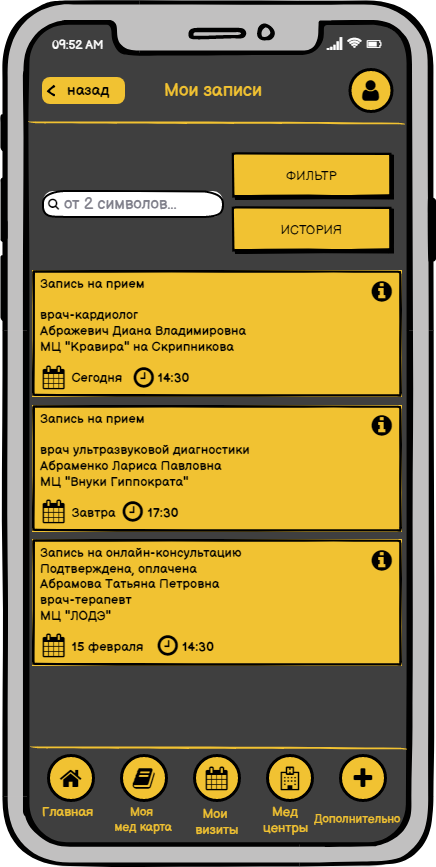 09:52 AM
назад
Мои записи
ФИЛЬТР
от 2 символов...
ИСТОРИЯ
Запись на прием
врач-кардиолог
Абражевич Диана Владимировна
МЦ "Кравира" на Скрипникова
Сегодня 14:30
Запись на прием
врач ультразвуковой диагностики
Абраменко Лариса Павловна
МЦ "Внуки Гиппократа"
Завтра 17:30
Запись на онлайн-консультацию
Подтверждена, оплачена
Абрамова Татьяна Петровна
врач-терапевт
МЦ "ЛОДЭ"
15 февраля 14:30
Главная
Моя
мед карта
Мои
визиты
Мед
центры
Дополнительно